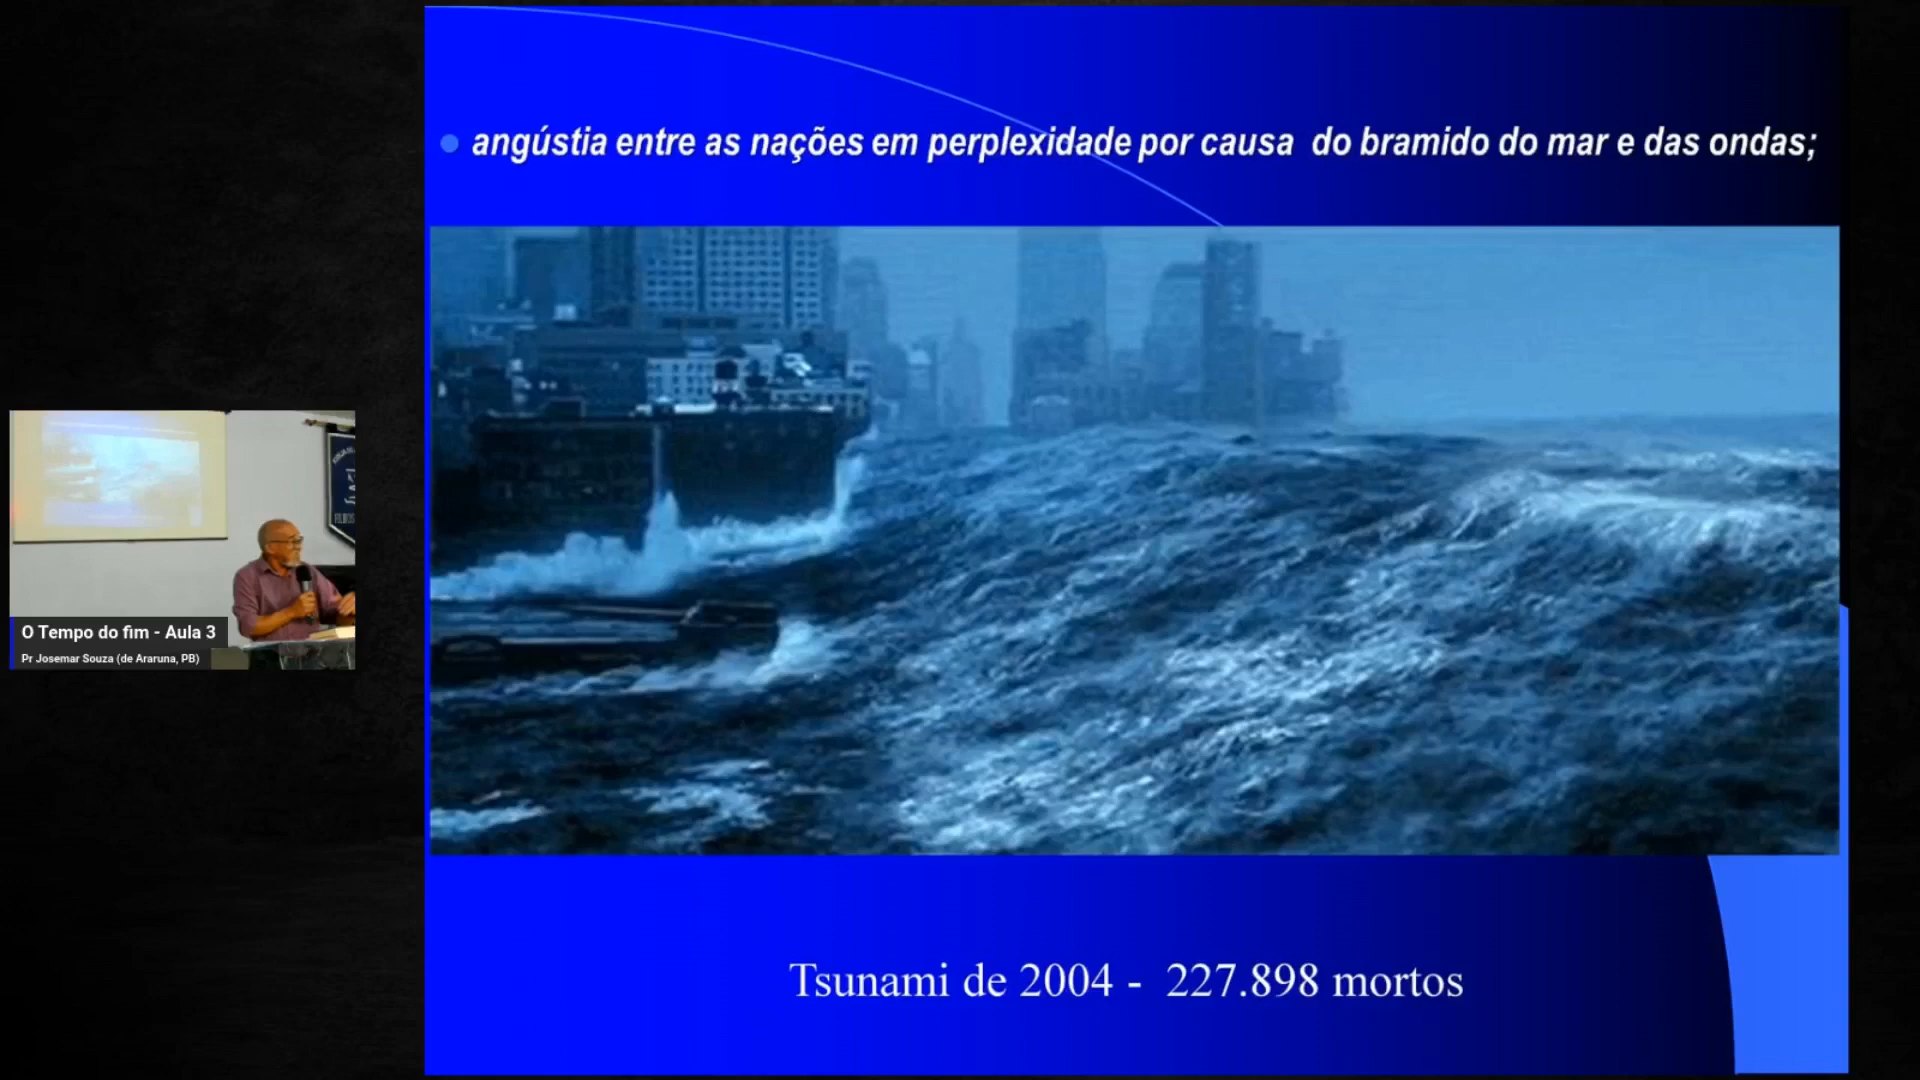 angústia entre as nações em perplexidade por causa do bramido do mar e das ondas;
O Tempo do fim - Aula 3
Pr Josemar Souza (de Araruna, PB)
Tsunami de 2004 - 227.898 mortos